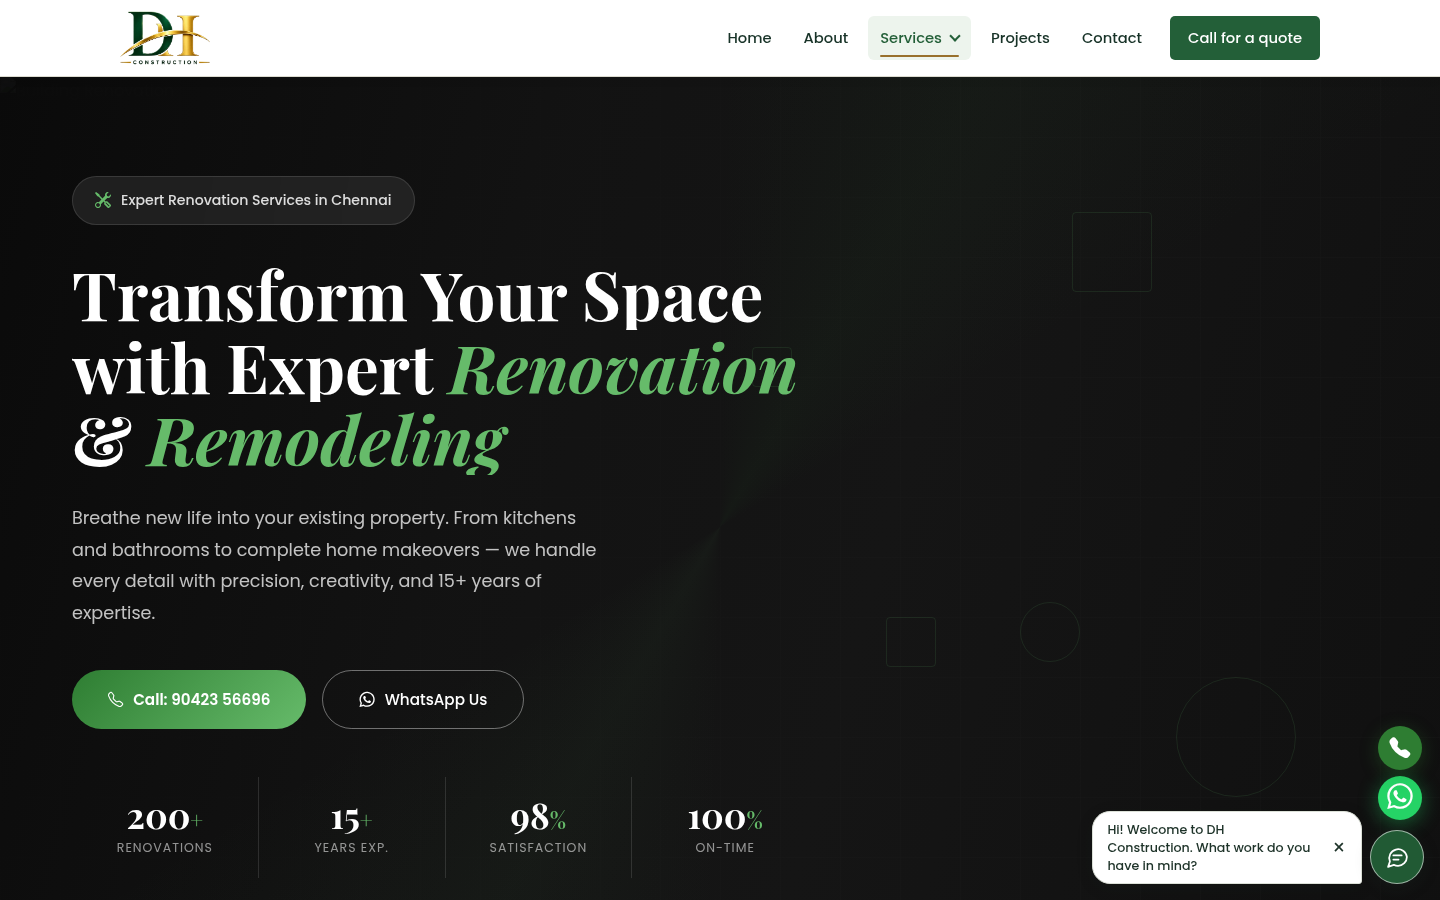 DH
CONSTRUCTION
Home
About
Services
Projects
Contact
Call for a quote
Expert Renovation Services in Chennai
Transform Your Space
with Expert Renovation
& Remodeling
Breathe new life into your existing property. From kitchens
and bathrooms to complete home makeovers — we handle
every detail with precision, creativity, and 15+ years of
expertise.
Call: 90423 56696
WhatsApp Us
200+
RENOVATIONS
15+
YEARS EXP.
98%
SATISFACTION
100%
ON-TIME
Hi! Welcome to DH
Construction. What work do you
have in mind?